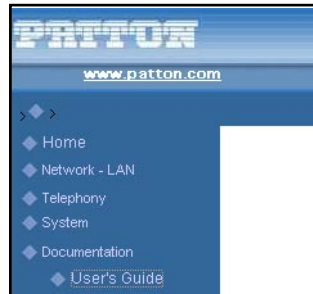 PATTON
www.patton.com
> >
Home
Network - LAN
Telephony
System
Documentation
User's Guide